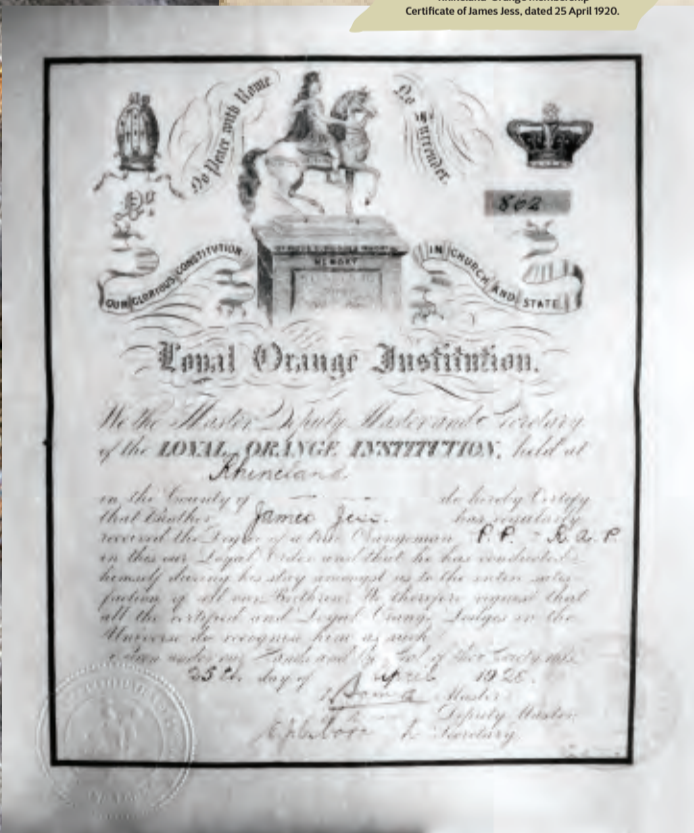 Rhineland Orange Membership
Certificate of James Jess, dated 25 April 1920.
No Peace with Rome
No Surrender.
862
OUR GLORIOUS CONSTITUTION
IN CHURCH AND STATE
MEMORY
Loyal Orange Institution.
We the Master Deputy Master and Secretary
of the LOYAL ORANGE INSTITUTION, held at
Rhineland
in the County of do hereby Certify
that Brother James Jess. has regularly
received the Degree of a true Orangeman P.P. - R.A.P
in this our Loyal Order and that he has conducted
himself during his stay amongst us to the entire satis
faction of all our Brethren. We therefore request that
all the certified and Loyal Orange Lodges in the
Universe do recognise him as such
Given under our Hands and the Seal of this
25th day of April
Master
Deputy Master
Secretary